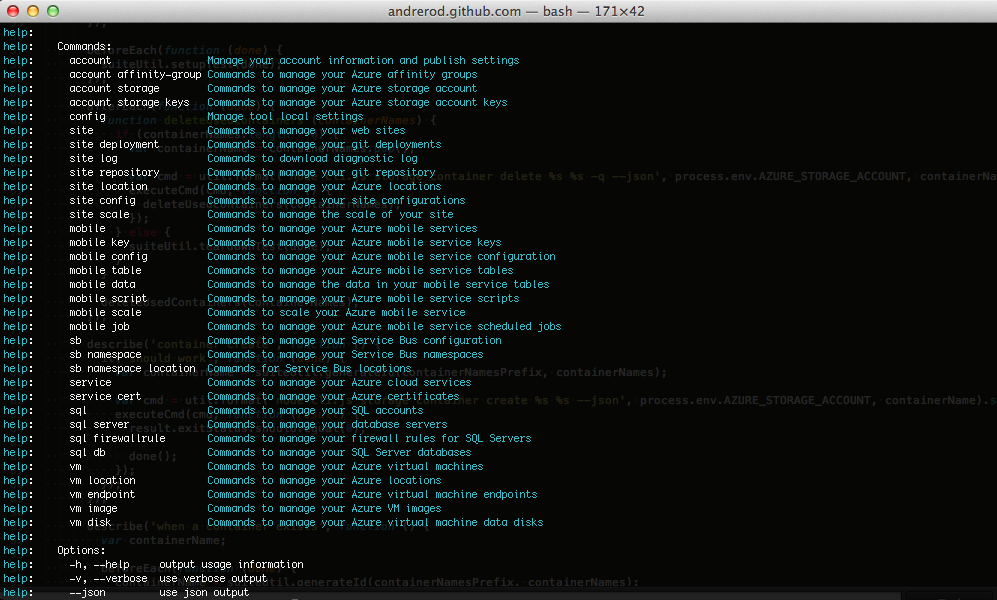 andrerod.github.com — bash — 171×42
help:
help:    Commands:
help:      account                Manage your account information and publish settings
help:      account affinity-group Commands to manage your Azure affinity groups
help:      account storage        Commands to manage your Azure storage account
help:      account storage keys   Commands to manage your Azure storage account keys
help:      config                 Manage tool local settings
help:      site                   Commands to manage your web sites
help:      site deployment        Commands to manage your git deployments
help:      site log               Commands to download diagnostic log
help:      site repository        Commands to manage your git repository
help:      site location          Commands to manage your Azure locations
help:      site config            Commands to manage your site configurations
help:      site scale             Commands to manage the scale of your site
help:      mobile                 Commands to manage your Azure mobile services
help:      mobile key             Commands to manage your Azure mobile service keys
help:      mobile config          Commands to manage your Azure mobile service configuration
help:      mobile table           Commands to manage your Azure mobile service tables
help:      mobile data            Commands to manage the data in your mobile service tables
help:      mobile script          Commands to manage your Azure mobile service scripts
help:      mobile scale           Commands to scale your Azure mobile service
help:      mobile job             Commands to manage your Azure mobile service scheduled jobs
help:      sb                     Commands to manage your Service Bus configuration
help:      sb namespace           Commands to manage your Service Bus namespaces
help:      sb namespace location  Commands for Service Bus locations
help:      service                Commands to manage your Azure cloud services
help:      service cert           Commands to manage your Azure certificates
help:      sql                    Commands to manage your SQL accounts
help:      sql server             Commands to manage your database servers
help:      sql firewallrule       Commands to manage your firewall rules for SQL Servers
help:      sql db                 Commands to manage your SQL Server databases
help:      vm                     Commands to manage your Azure virtual machines
help:      vm location            Commands to manage your Azure locations
help:      vm endpoint            Commands to manage your Azure virtual machine endpoints
help:      vm image               Commands to manage your Azure VM images
help:      vm disk                Commands to manage your Azure virtual machine data disks
help:
help:    Options:
help:      -h, --help     output usage information
help:      -v, --verbose  use verbose output
help:      --json         use json output